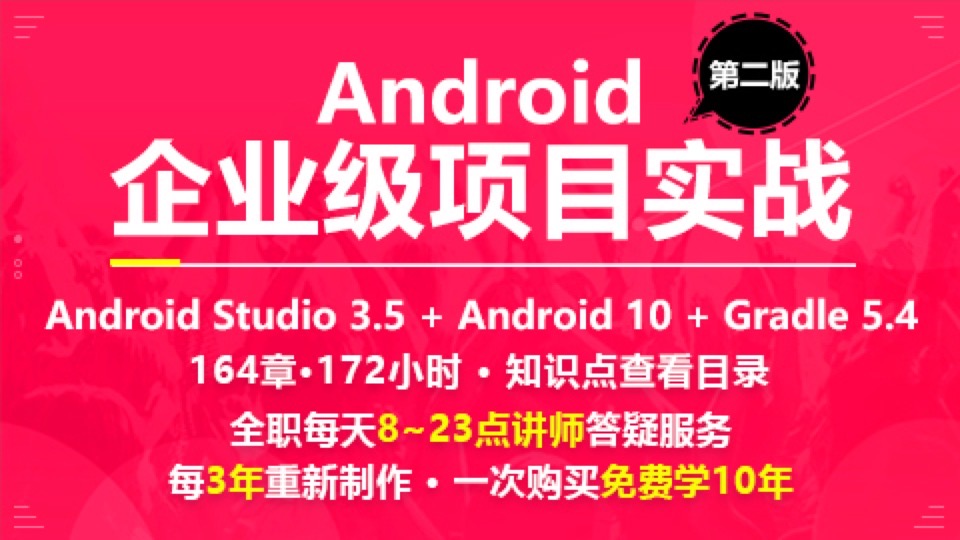 第二版
Android
企业级项目实战
Android Studio 3.5 + Android 10 + Gradle 5.4
164章·172小时 · 知识点查看目录
全职每天8~23点讲师答疑服务
每3年重新制作 · 一次购买免费学10年